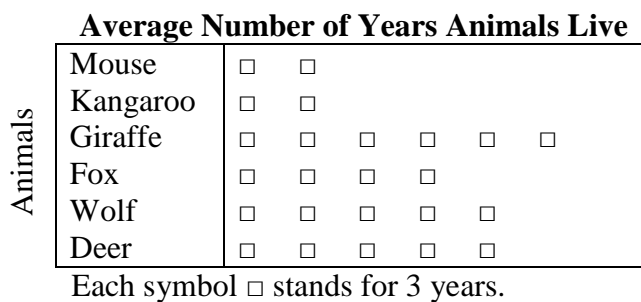 Average Number of Years Animals Live
Animals
Mouse □ □
Kangaroo □ □
Giraffe □ □ □ □ □ □
Fox □ □ □ □
Wolf □ □ □ □ □
Deer □ □ □ □ □
Each symbol □ stands for 3 years.